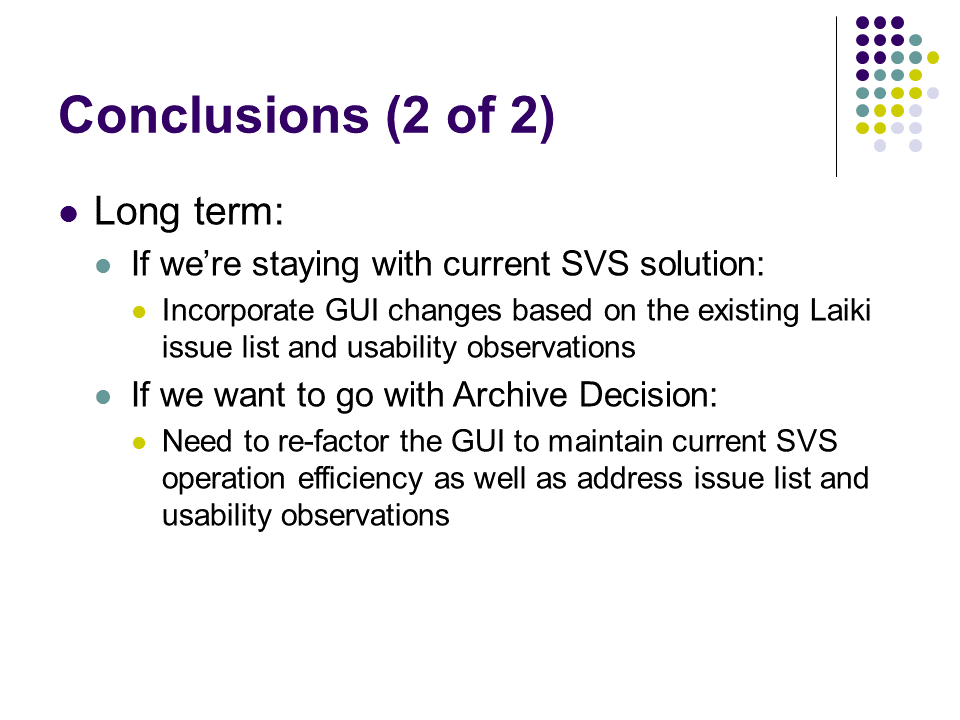 Conclusions (2 of 2)
Long term:
If we’re staying with current SVS solution:
Incorporate GUI changes based on the existing Laiki
issue list and usability observations
If we want to go with Archive Decision:
Need to re-factor the GUI to maintain current SVS
operation efficiency as well as address issue list and
usability observations